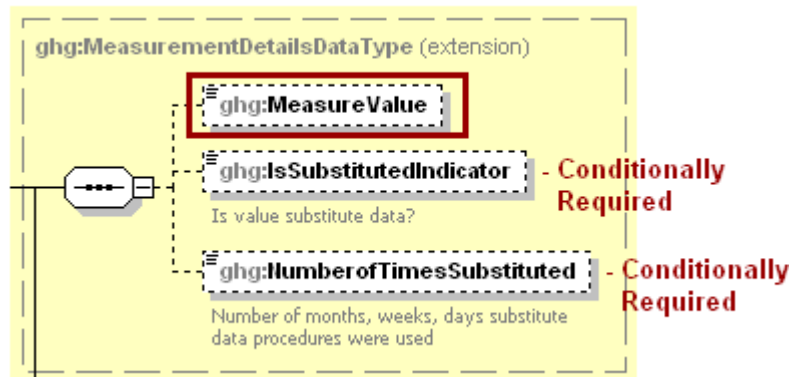 ghg:MeasurementDetailsDataType (extension)
ghg:MeasureValue
ghg:IsSubstitutedIndicator
- Conditionally
Required
Is value substitute data?
ghg:NumberofTimesSubstituted
- Conditionally
Required
Number of months, weeks, days substitute
data procedures were used